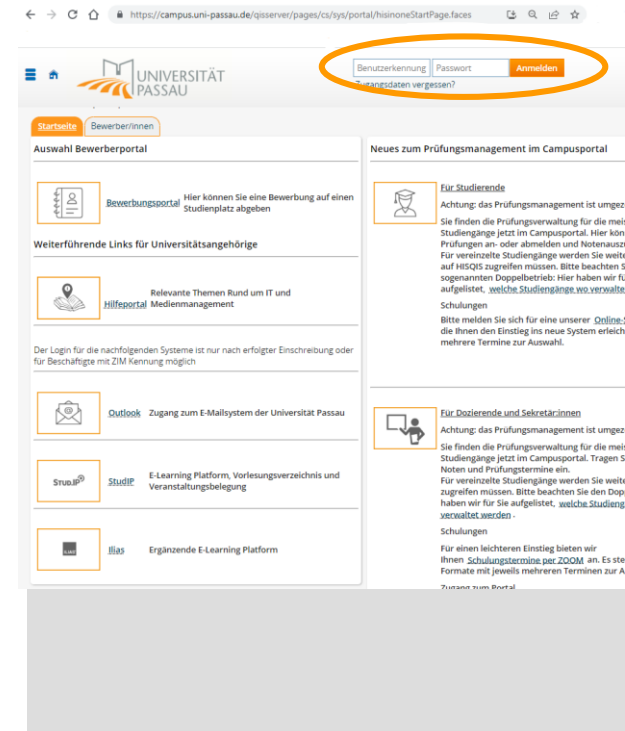 https://campus.uni-passau.de/qisserver/pages/cs/sys/portal/hisinoneStartPage.faces
UNIVERSITÄT
PASSAU
Benutzerkennung Passwort Anmelden
Zugangsdaten vergessen?
Startseite Bewerber/innen
Auswahl Bewerberportal
Bewerbungsportal Hier können Sie eine Bewerbung auf einen
Studienplatz abgeben
Weiterführende Links für Universitätsangehörige
Relevante Themen Rund um IT und
Hilfeportal Medienmanagement
Der Login für die nachfolgenden Systeme ist nur nach erfolgter Einschreibung oder
für Beschäftigte mit ZIM Kennung möglich
Outlook Zugang zum E-Mailsystem der Universität Passau
Stud.IP StudIP E-Learning Platform, Vorlesungsverzeichnis und
Veranstaltungsbelegung
Ilias Ergänzende E-Learning Platform
Neues zum Prüfungsmanagement im Campusportal
Für Studierende
Achtung: das Prüfungsmanagement ist umgez
Sie finden die Prüfungsverwaltung für die meis
Studiengänge jetzt im Campusportal. Hier kön
Prüfungen an- oder abmelden und Notenauszu
Für vereinzelte Studiengänge werden Sie weite
auf HISQIS zugreifen müssen. Bitte beachten S
sogenannten Doppelbetrieb: Hier haben wir fü
aufgelistet, welche Studiengänge wo verwalte
Schulungen
Bitte melden Sie sich für eine unserer Online-S
die Ihnen den Einstieg ins neue System erleich
mehrere Termine zur Auswahl.
Für Dozierende und Sekretär:innen
Achtung: das Prüfungsmanagement ist umgez
Sie finden die Prüfungsverwaltung für die meis
Studiengänge jetzt im Campusportal. Tragen S
Noten und Prüfungstermine ein.
Für vereinzelte Studiengänge werden Sie weite
zugreifen müssen. Bitte beachten Sie den Dop
haben wir für Sie aufgelistet, welche Studieng
verwaltet werden .
Schulungen
Für einen leichteren Einstieg bieten wir
Ihnen Schulungstermine per ZOOM an. Es ste
Formate mit jeweils mehreren Terminen zur A
Zugang zum Portal